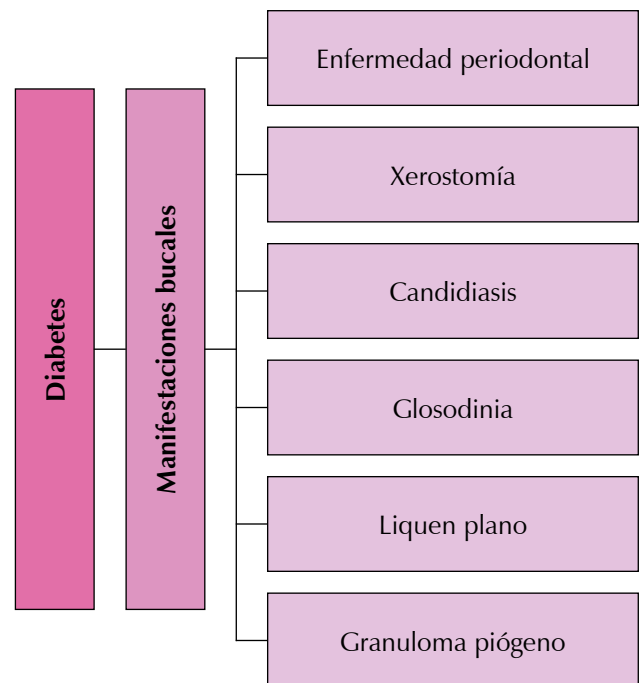 Diabetes
Manifestaciones bucales
Enfermedad periodontal
Xerostomía
Candidiasis
Glosodinia
Liquen plano
Granuloma piógeno